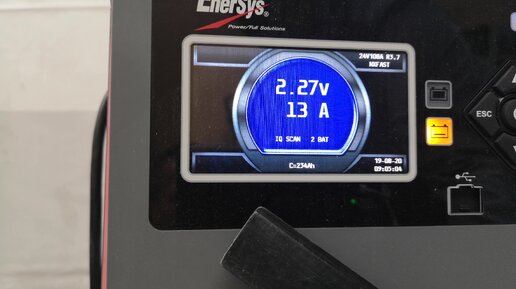 EnerSys®
Power/Full Solutions
24V100A R3.7
NXFAST
2.27v
13 A
IQ SCAN 2 BAT
C=234Ah
19-08-20
09:05:04
ESC